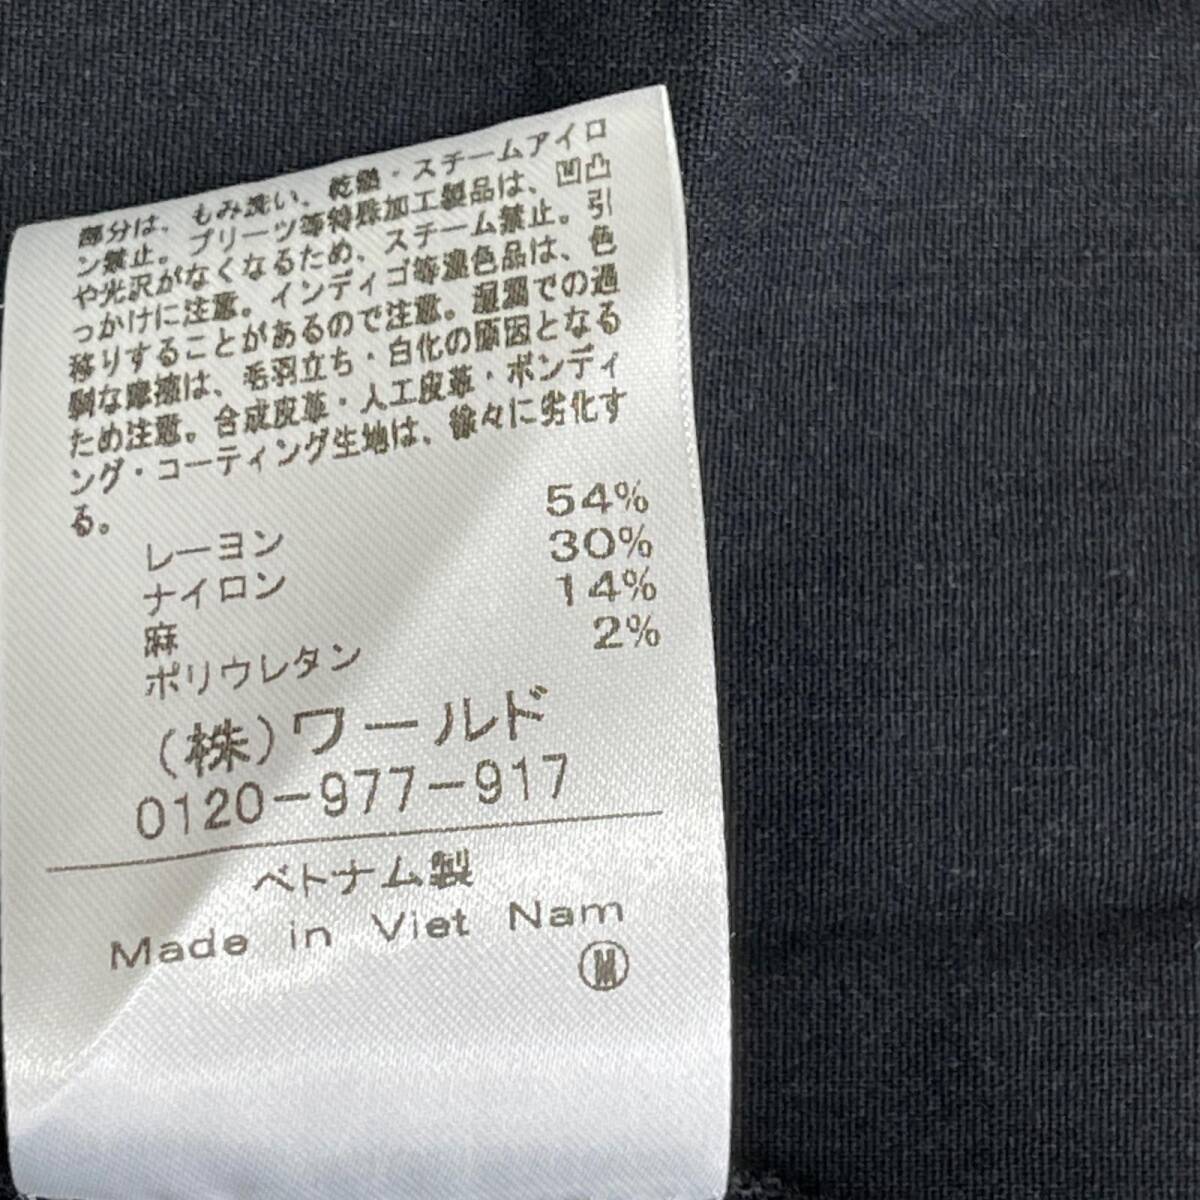 部分は、もみ洗い、乾熱・スチームアイロ
ン禁止。プリーツ等特殊加工製品は、凹凸
や光沢がなくなるため、スチーム禁止。引
っかけに注意。インディゴ等濃色品は、色
移りすることがあるので注意。湿潤での過
剰な摩擦は、毛羽立ち・白化の原因となる
ため注意。合成皮革・人工皮革・ボンディ
ング・コーティング生地は、徐々に劣化す
る。
レーヨン 54%
ナイロン 30%
麻 14%
ポリウレタン 2%
(株)ワールド
0120-977-917
ベトナム製
Made in Viet Nam
Ⓜ